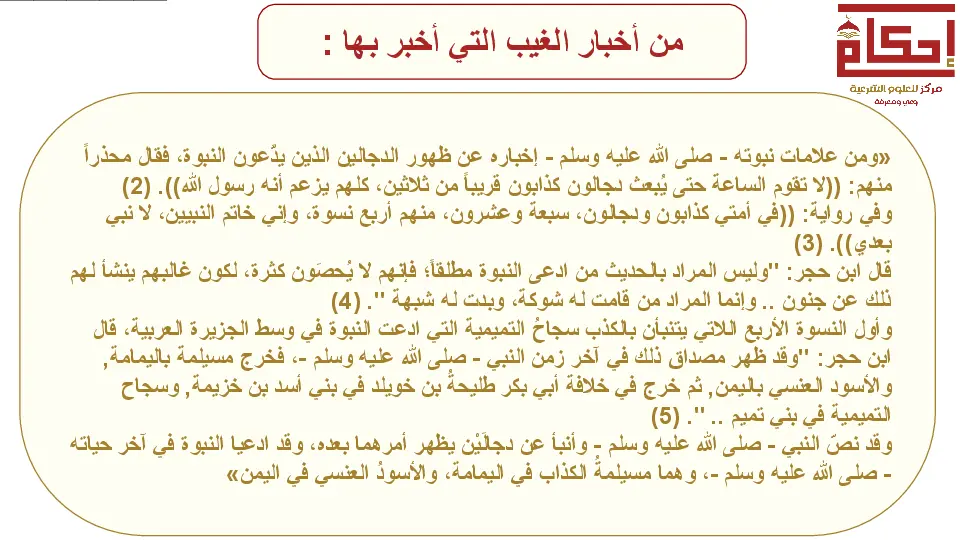 من أخبار الغيب التي أخبر بها :
إحكام
مركز للعلوم الشرعية
وعي ومعرفة
«ومن علامات نبوته - صلى الله عليه وسلم - إخباره عن ظهور الدجالين الذين يدَّعون النبوة، فقال محذراً
منهم: ((لا تقوم الساعة حتى يُبعث دجالون كذابون قريباً من ثلاثين، كلهم يزعم أنه رسول الله)). (2)
وفي رواية: ((في أمتي كذابون ودجالون، سبعة وعشرون، منهم أربع نسوة، وإني خاتم النبيين، لا نبي
بعدي)). (3)
قال ابن حجر: "وليس المراد بالحديث من ادعى النبوة مطلقاً؛ فإنهم لا يُحصَون كثرة، لكون غالبهم ينشأ لهم
ذلك عن جنون .. وإنما المراد من قامت له شوكة، وبدت له شبهة ". (4)
وأول النسوة الأربع اللاتي يتنبأن بالكذب سجاحُ التميمية التي ادعت النبوة في وسط الجزيرة العربية، قال
ابن حجر: "وقد ظهر مصداق ذلك في آخر زمن النبي - صلى الله عليه وسلم -، فخرج مسيلمة باليمامة,
والأسود العنسي باليمن, ثم خرج في خلافة أبي بكر طليحةُ بن خويلد في بني أسد بن خزيمة, وسجاح
التميمية في بني تميم .. ". (5)
وقد نصّ النبي - صلى الله عليه وسلم - وأنبأ عن دجالَيْن يظهر أمرهما بعده، وقد ادعيا النبوة في آخر حياته
- صلى الله عليه وسلم -، وهما مسيلمةُ الكذاب في اليمامة، والأسودُ العنسي في اليمن»